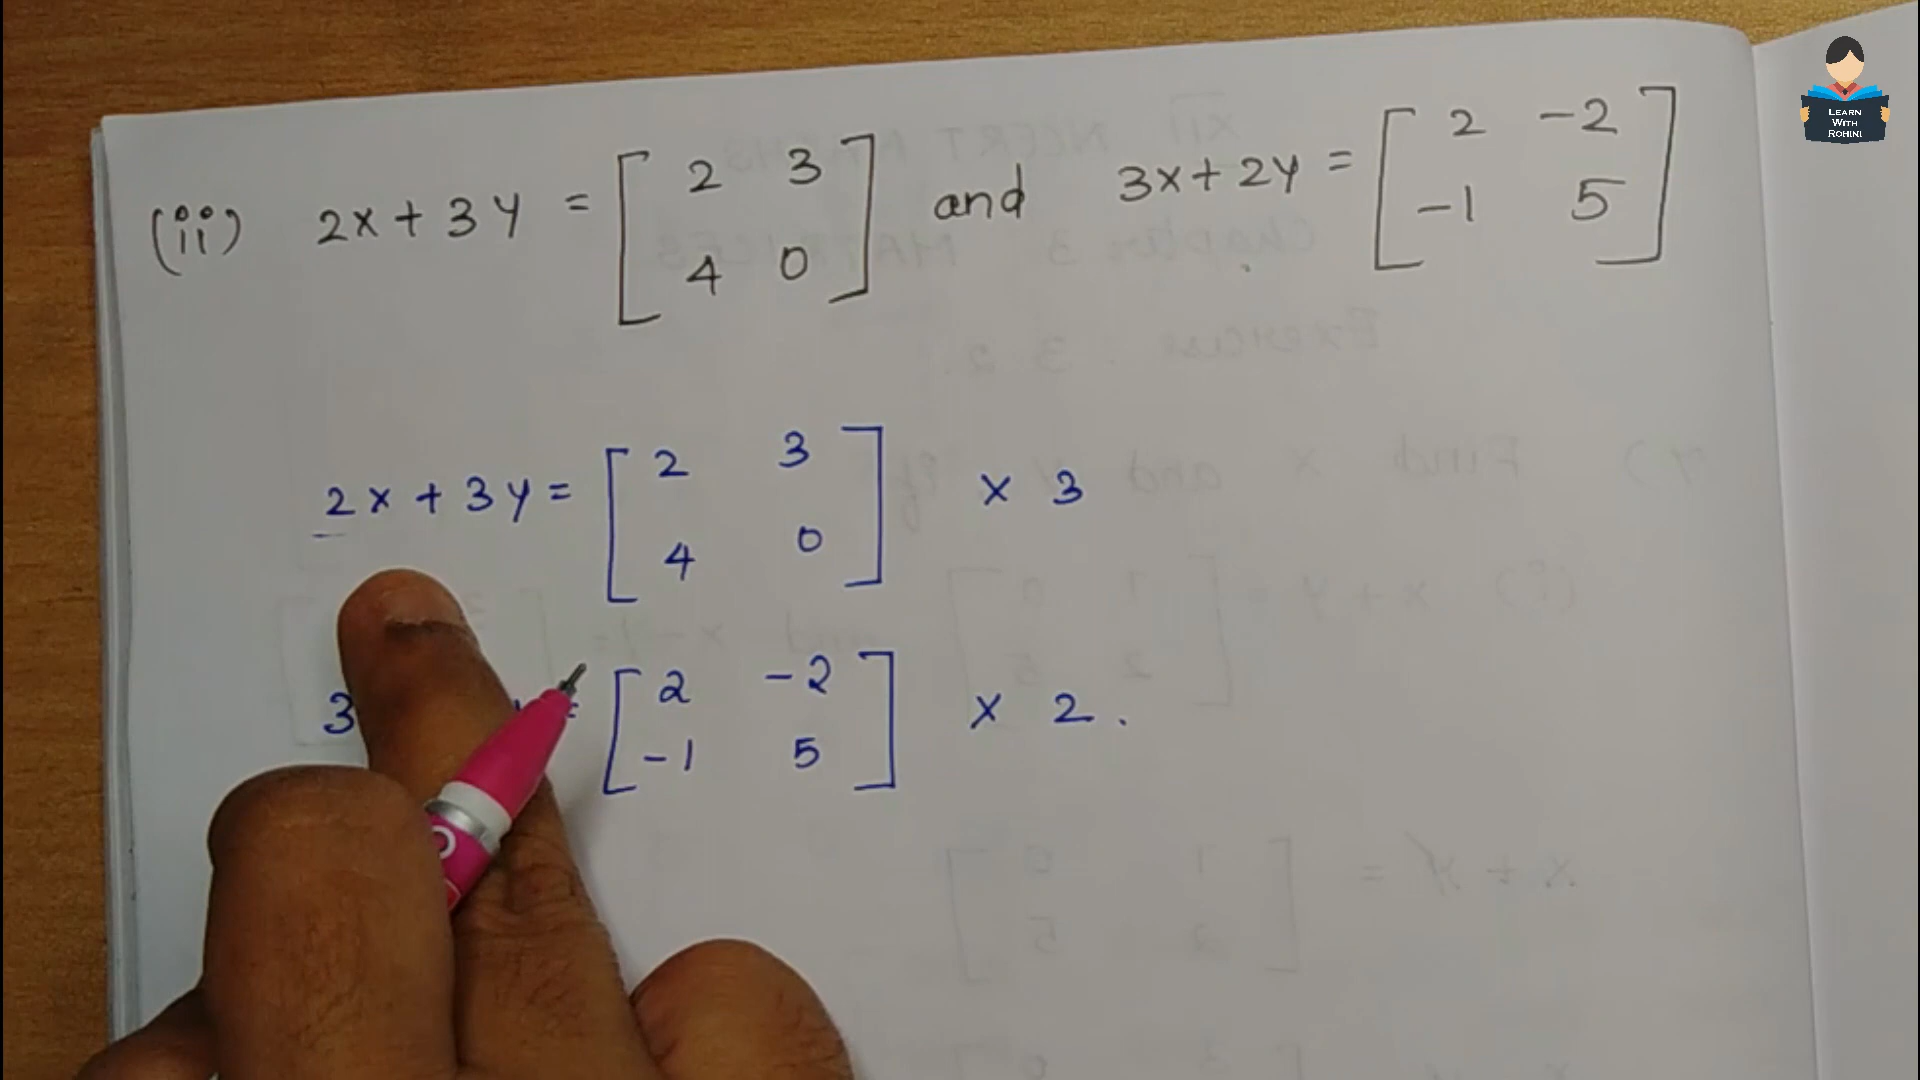 LEARN
WITH
ROHINI
(ii) 2x + 3y = [ 2 3 and 3x + 2y = [ 2 -2
4 0 ] -1 5 ]
2x + 3y = [ 2 3 × 3
4 0 ]
3 = [ 2 -2 × 2.
-1 5 ]